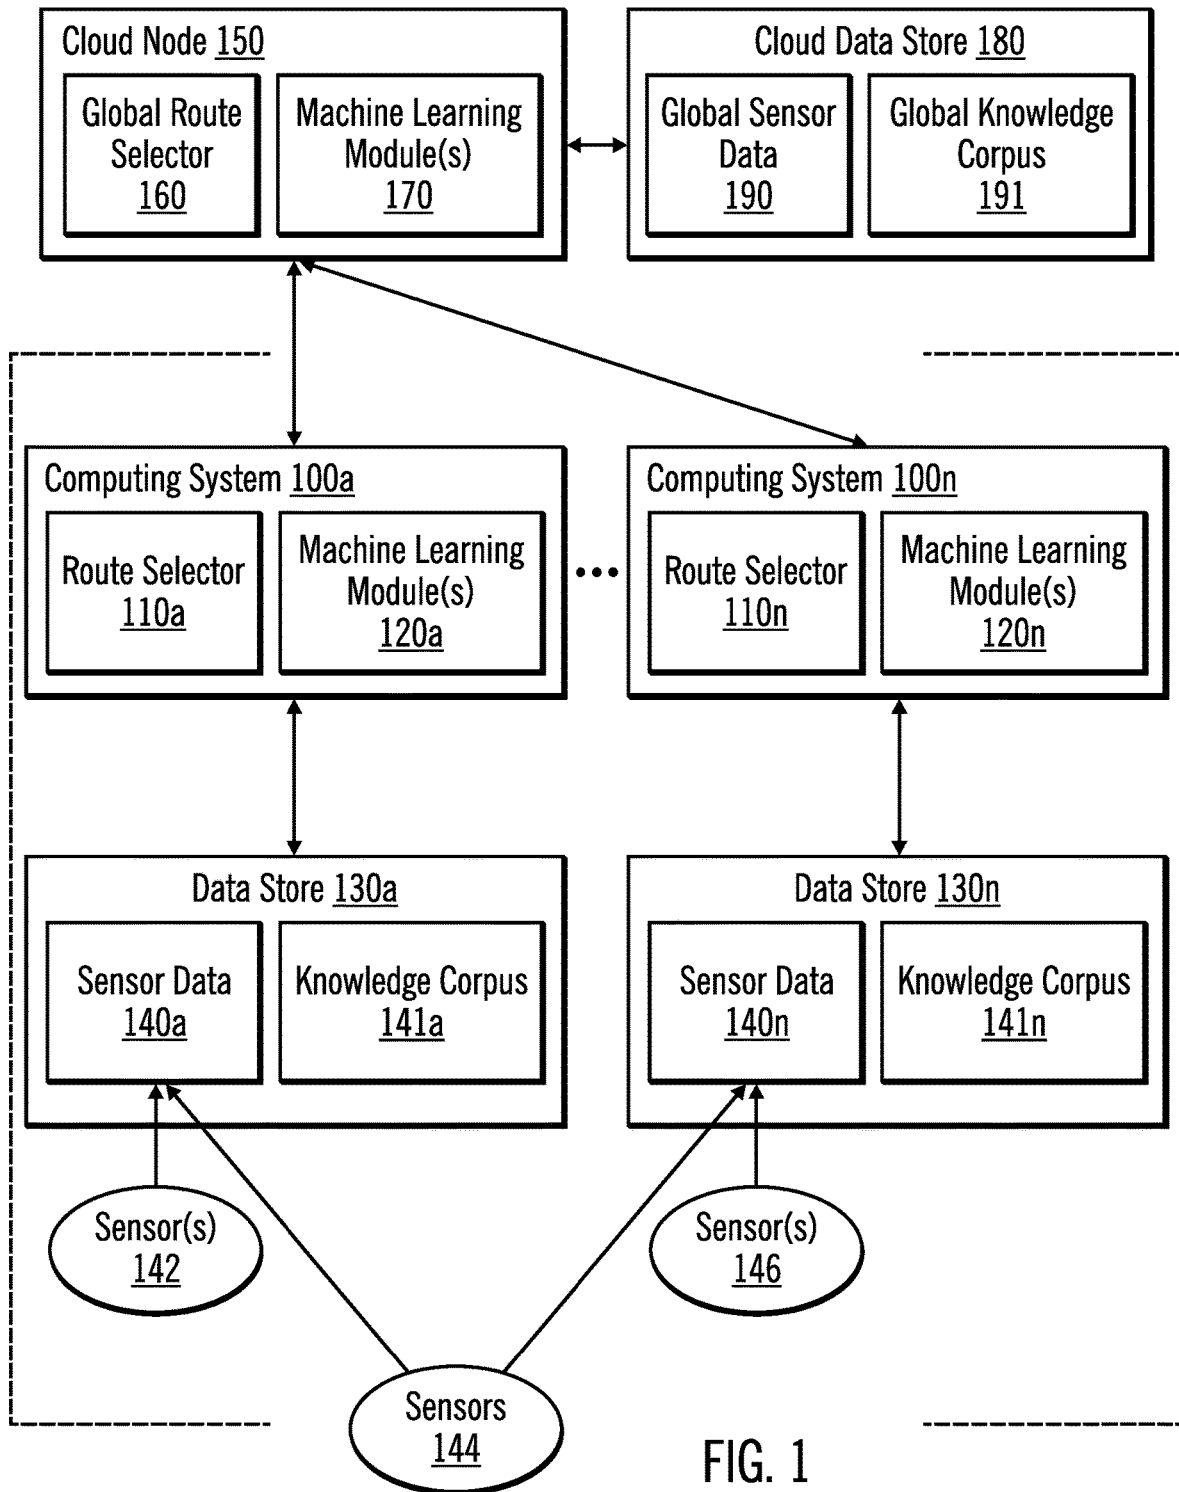 Cloud Node 150
Global Route
Selector
160
Machine Learning
Module(s)
170
Cloud Data Store 180
Global Sensor
Data
190
Global Knowledge
Corpus
191
Computing System 100a
Route Selector
110a
Machine Learning
Module(s)
120a
•••
Computing System 100n
Route Selector
110n
Machine Learning
Module(s)
120n
Data Store 130a
Sensor Data
140a
Knowledge Corpus
141a
Data Store 130n
Sensor Data
140n
Knowledge Corpus
141n
Sensor(s)
142
Sensor(s)
146
Sensors
144
FIG. 1